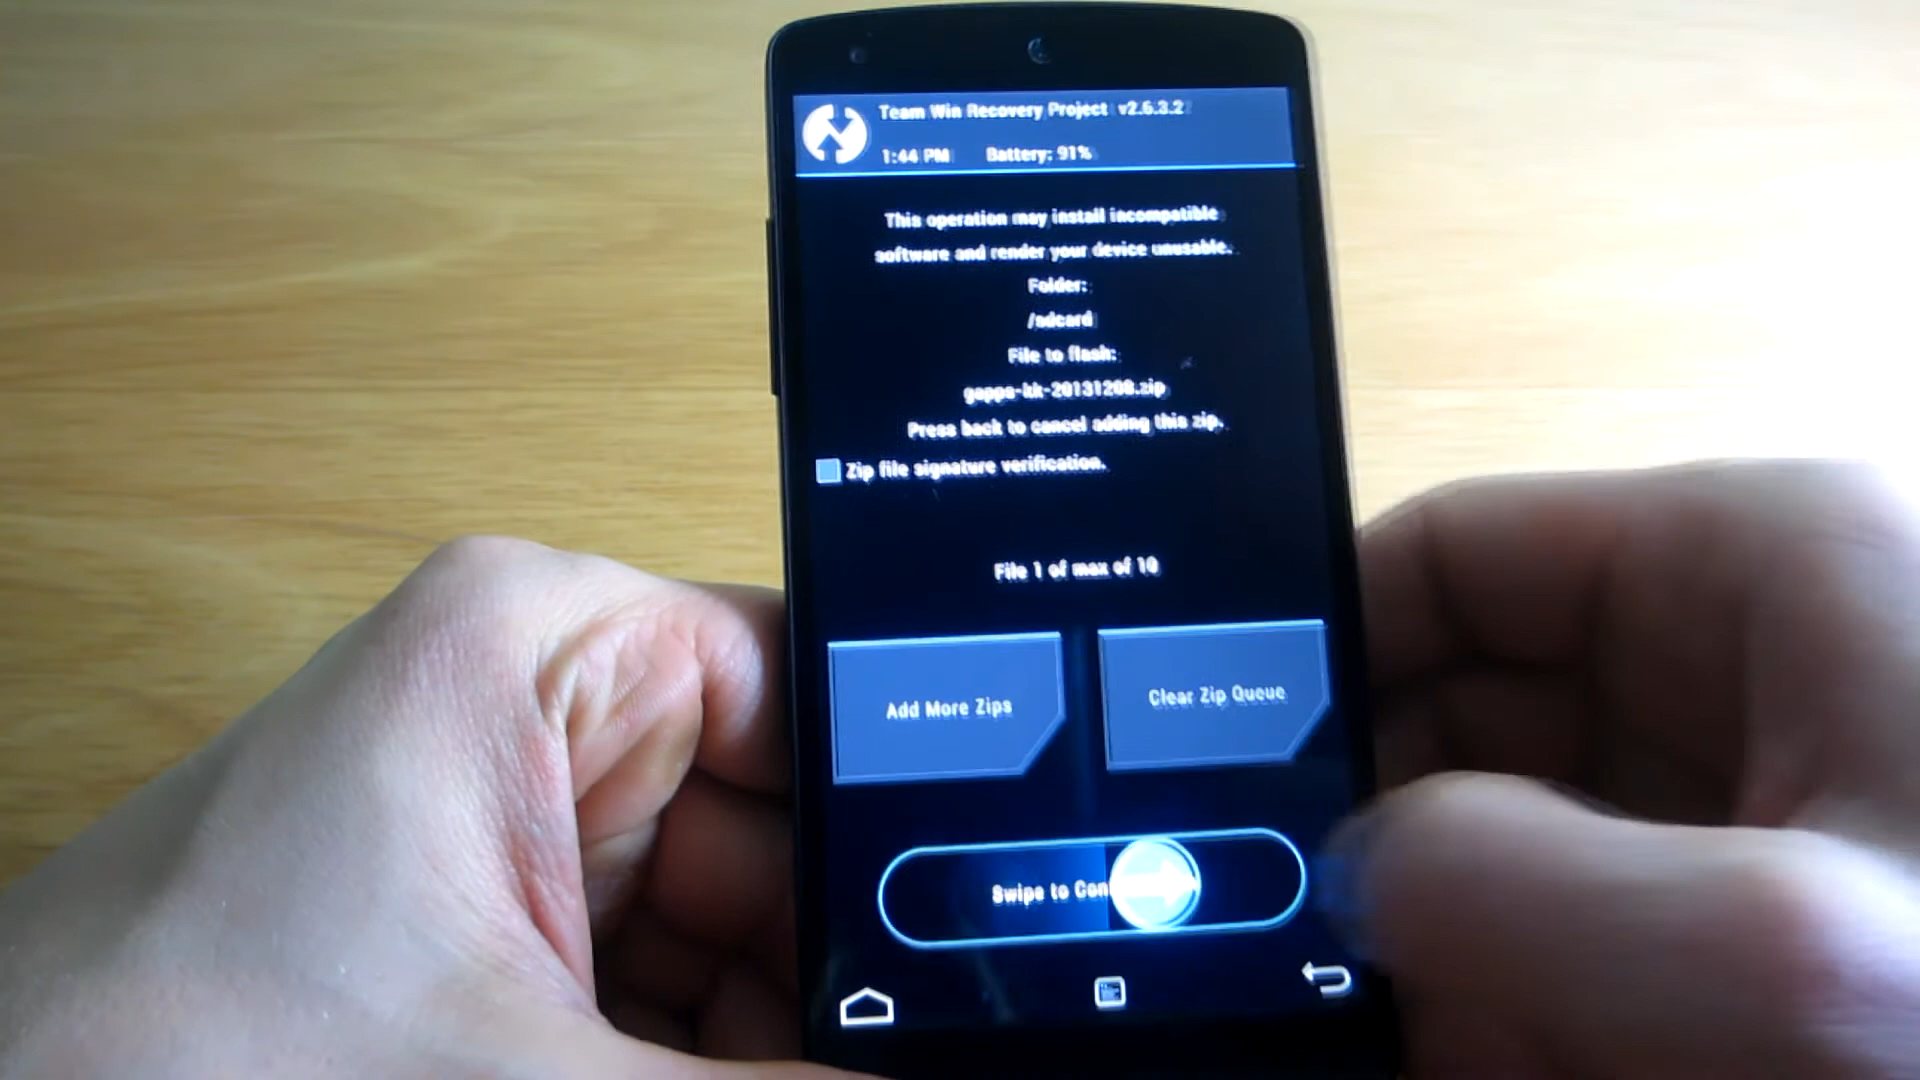 Team Win Recovery Project v2.6.3.2
1:44 PM Battery: 91%
This operation may install incompatible
software and render your device unusable.
Folder:
/sdcard
File to flash:
gapps-kk-20131208.zip
Press back to cancel adding this zip.
Zip file signature verification.
File 1 of max of 10
Add More Zips
Clear Zip Queue
Swipe to Con